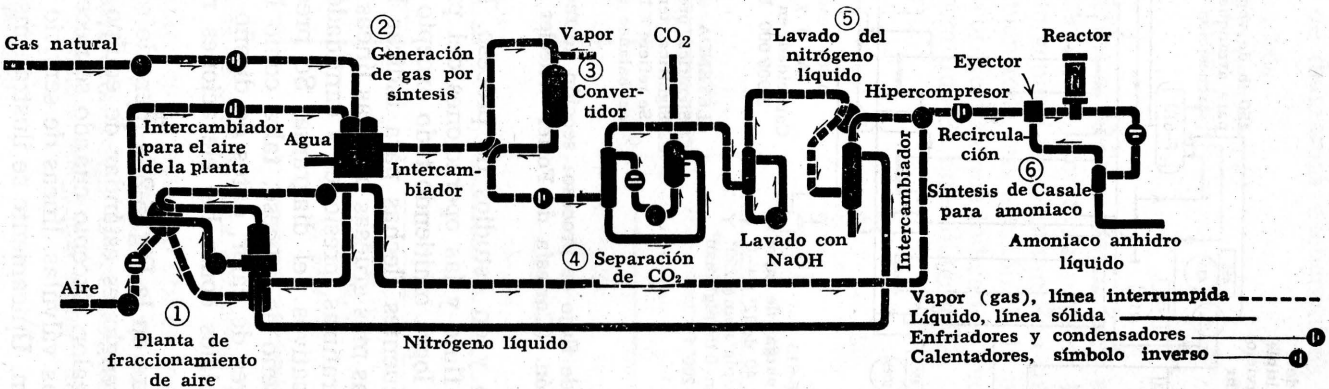 Gas natural
②
Generación
de gas por
síntesis
Vapor
③
Conver-
tidor
CO₂
⑤
Lavado del
nitrógeno
líquido
Reactor
Eyector
Hipercompresor
Intercambiador
para el aire
de la planta
Agua
Intercam-
biador
Recircula-
ción
⑥
Síntesis de Casale
para amoniaco
Intercambiador
Lavado con
NaOH
Amoniaco anhidro
líquido
④ Separación
de CO₂
Aire
①
Planta de
fraccionamiento
de aire
Nitrógeno líquido
Vapor (gas), línea interrumpida
Líquido, línea sólida
Enfriadores y condensadores
Calentadores, símbolo inverso